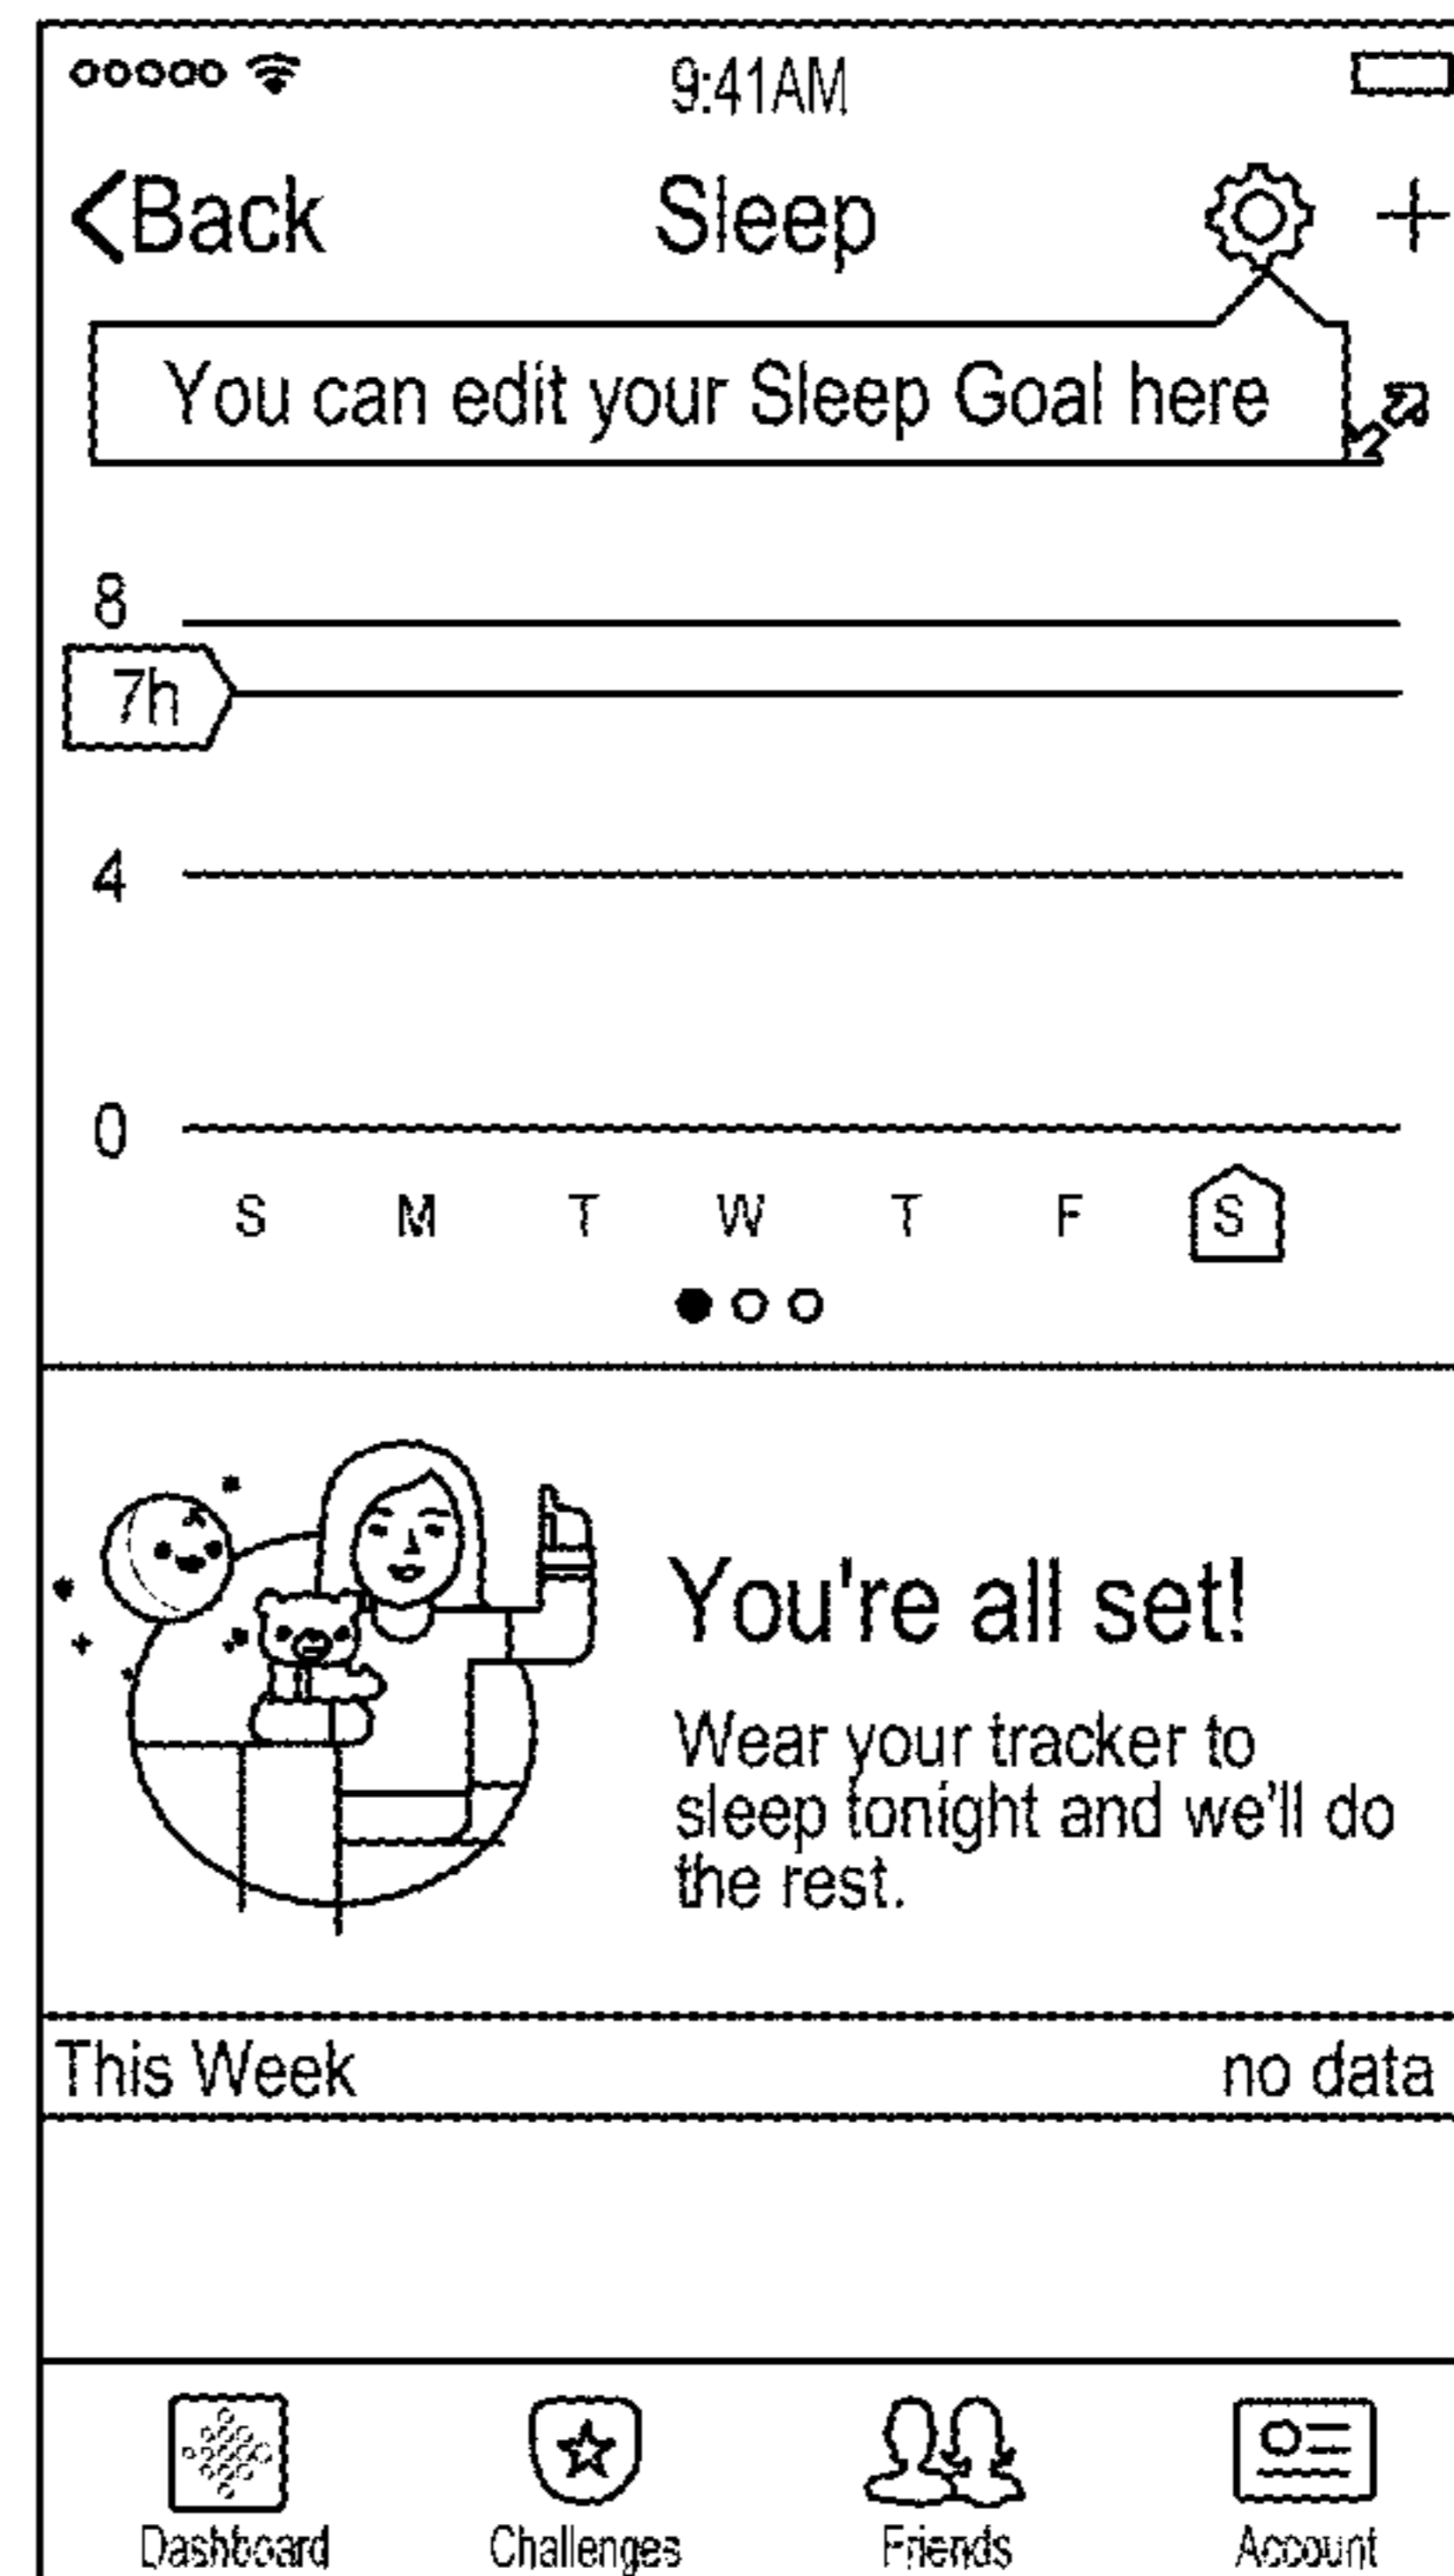 9:41AM
Back
Sleep
You can edit your Sleep Goal here
8
7h
4
0
S M T W T F S
You're all set!
Wear your tracker to
sleep tonight and we'll do
the rest.
This Week no data
Dashboard Challenges Friends Account